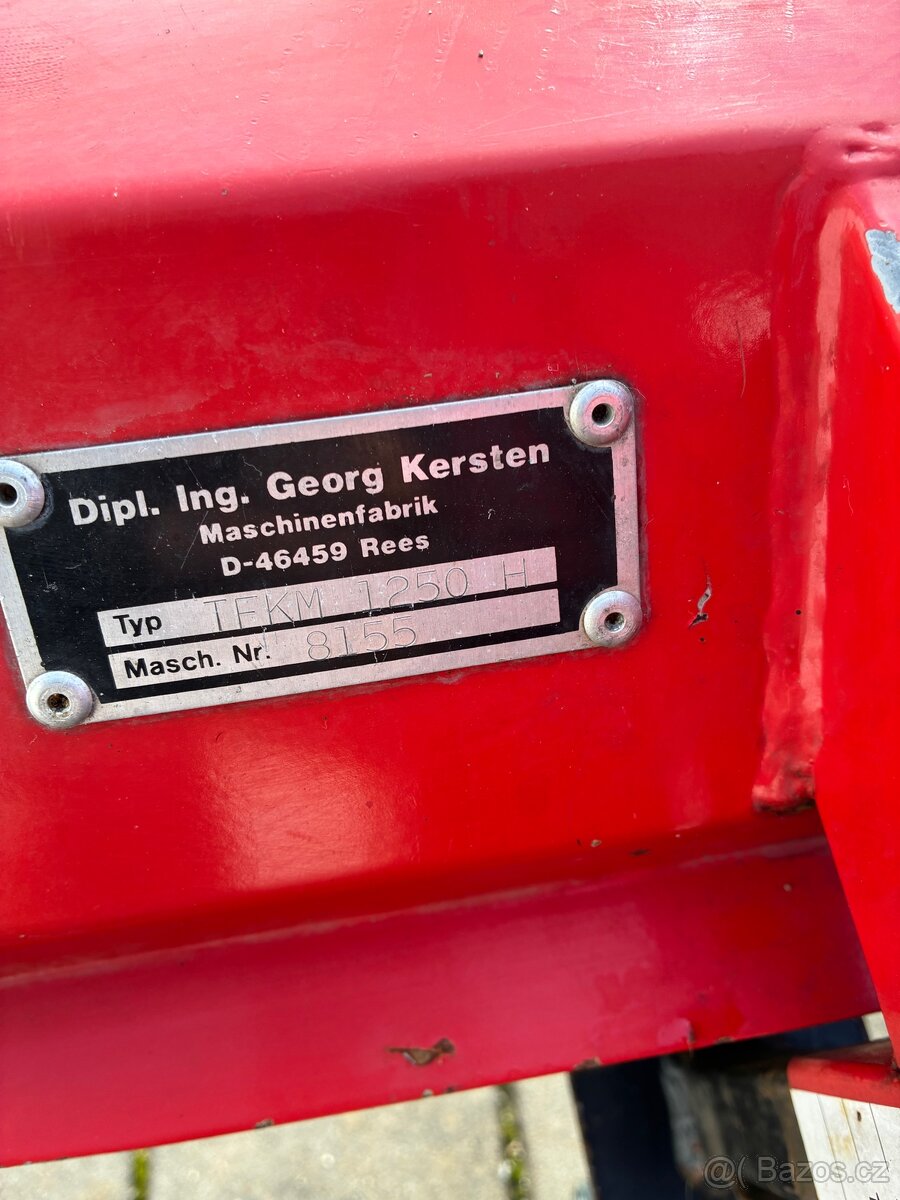 Dipl. Ing. Georg Kersten
Maschinenfabrik
D-46459 Rees
Typ TFKM 1250 H
Masch. Nr. 8155
@( Bazos.cz